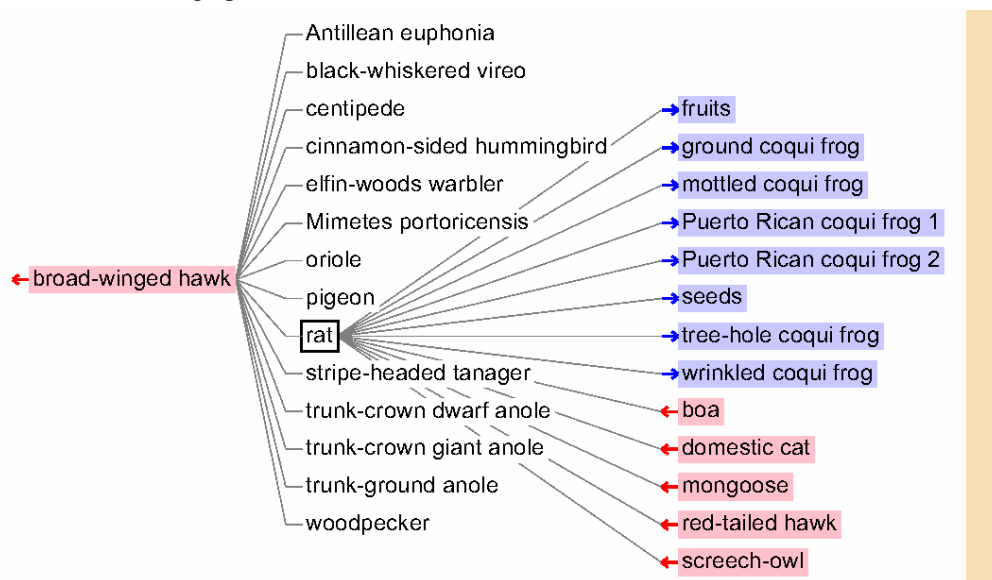 Antillean euphonia
black-whiskered vireo
centipede
cinnamon-sided hummingbird
elfin-woods warbler
Mimetes portoricensis
oriole
broad-winged hawk
pigeon
rat
stripe-headed tanager
trunk-crown dwarf anole
trunk-crown giant anole
trunk-ground anole
woodpecker
fruits
ground coqui frog
mottled coqui frog
Puerto Rican coqui frog 1
Puerto Rican coqui frog 2
seeds
tree-hole coqui frog
wrinkled coqui frog
boa
domestic cat
mongoose
red-tailed hawk
screech-owl